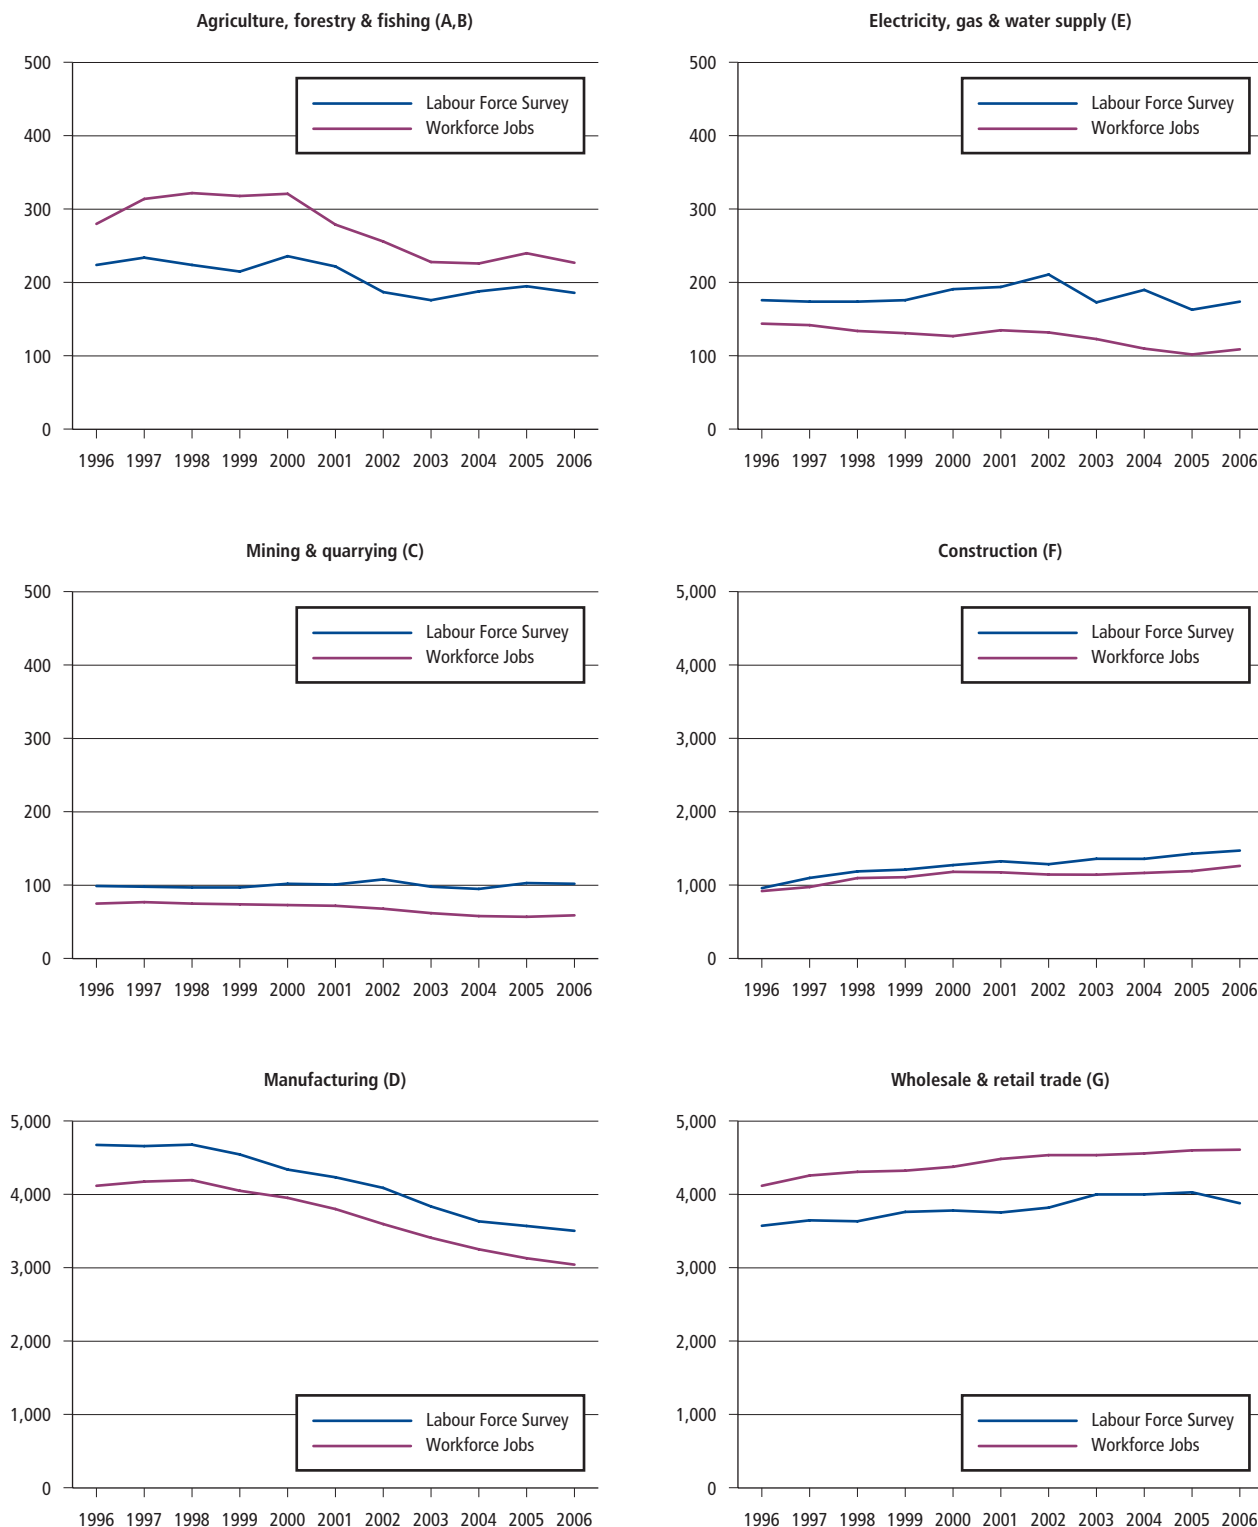 Agriculture, forestry & fishing (A,B)
500
400
300
200
100
0
Labour Force Survey
Workforce Jobs
1996 1997 1998 1999 2000 2001 2002 2003 2004 2005 2006
Electricity, gas & water supply (E)
500
400
300
200
100
0
Labour Force Survey
Workforce Jobs
1996 1997 1998 1999 2000 2001 2002 2003 2004 2005 2006
Mining & quarrying (C)
500
400
300
200
100
0
Labour Force Survey
Workforce Jobs
1996 1997 1998 1999 2000 2001 2002 2003 2004 2005 2006
Construction (F)
5,000
4,000
3,000
2,000
1,000
0
Labour Force Survey
Workforce Jobs
1996 1997 1998 1999 2000 2001 2002 2003 2004 2005 2006
Manufacturing (D)
5,000
4,000
3,000
2,000
1,000
0
Labour Force Survey
Workforce Jobs
1996 1997 1998 1999 2000 2001 2002 2003 2004 2005 2006
Wholesale & retail trade (G)
5,000
4,000
3,000
2,000
1,000
0
Labour Force Survey
Workforce Jobs
1996 1997 1998 1999 2000 2001 2002 2003 2004 2005 2006